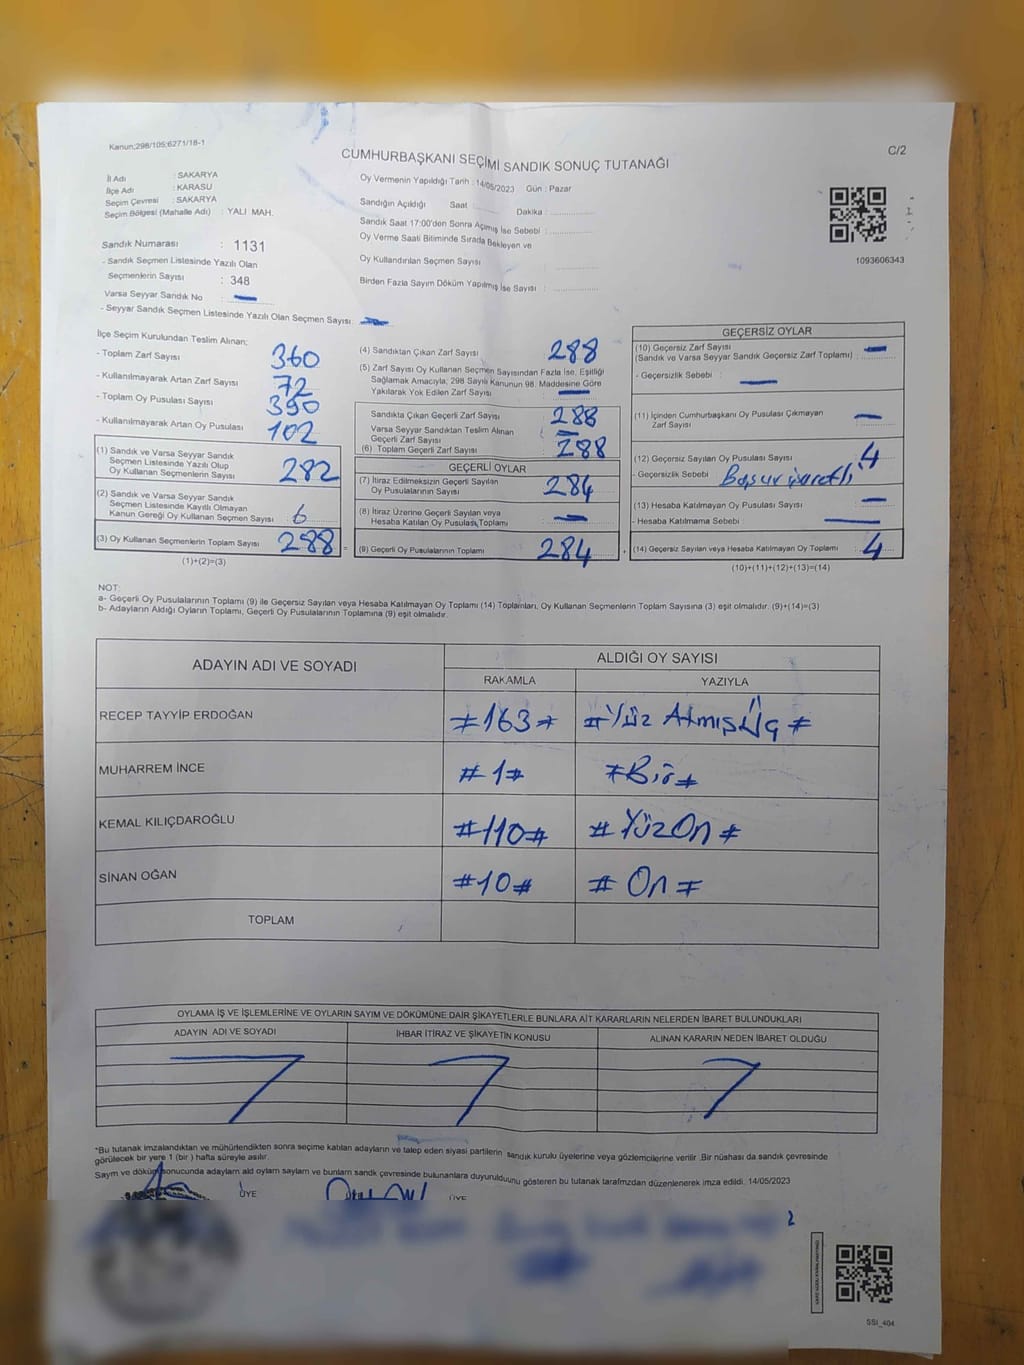 Kanun;298/105;6271/18-1
C/2
CUMHURBAŞKANI SEÇİMİ SANDIK SONUÇ TUTANAĞI
İl Adı : SAKARYA
İlçe Adı : KARASU
Seçim Çevresi : SAKARYA
Seçim Bölgesi (Mahalle Adı) : YALI MAH.
Sandık Numarası : 1131
- Sandık Seçmen Listesinde Yazılı Olan
Seçmenlerin Sayısı : 348
Varsa Seyyar Sandık No : —
- Seyyar Sandık Seçmen Listesinde Yazılı Olan Seçmen Sayısı: —
Oy Vermenin Yapıldığı Tarih : 14/05/2023 Gün : Pazar
Sandığın Açıldığı Saat : Dakika :
Sandık Saat 17:00'den Sonra Açımış İse Sebebi :
Oy Verme Saati Bitiminde Sırada Bekleyen ve
Oy Kullandırılan Seçmen Sayısı :
Birden Fazla Sayım Döküm Yapılmış İse Sayısı :
1093606343
İlçe Seçim Kurulundan Teslim Alınan;
- Toplam Zarf Sayısı 360
- Kullanılmayarak Artan Zarf Sayısı 72
- Toplam Oy Pusulası Sayısı 390
- Kullanılmayarak Artan Oy Pusulası 102
(1) Sandık ve Varsa Seyyar Sandık
Seçmen Listesinde Yazılı Olup
Oy Kullanan Seçmenlerin Sayısı 282
(2) Sandık ve Varsa Seyyar Sandık
Seçmen Listesinde Kayıtlı Olmayan
Kanun Gereği Oy Kullanan Seçmen Sayısı 6
(3) Oy Kullanan Seçmenlerin Toplam Sayısı 288 =
(1)+(2)=(3)
(4) Sandıktan Çıkan Zarf Sayısı : 288
(5) Zarf Sayısı Oy Kullanan Seçmen Sayısından Fazla İse, Eşitliği
Sağlamak Amacıyla, 298 Sayılı Kanunun 98. Maddesine Göre
Yakılarak Yok Edilen Zarf Sayısı : —
Sandıkta Çıkan Geçerli Zarf Sayısı : 288
Varsa Seyyar Sandıktan Teslim Alınan
Geçerli Zarf Sayısı —
(6) Toplam Geçerli Zarf Sayısı : 288
GEÇERLİ OYLAR
(7) İtiraz Edilmeksizin Geçerli Sayılan
Oy Pusulalarının Sayısı 284
(8) İtiraz Üzerine Geçerli Sayılan veya
Hesaba Katılan Oy Pusulası Toplamı —
(9) Geçerli Oy Pusulalarının Toplamı 284 +
GEÇERSİZ OYLAR
(10) Geçersiz Zarf Sayısı
(Sandık ve Varsa Seyyar Sandık Geçersiz Zarf Toplamı) : —
- Geçersizlik Sebebi : —
(11) İçinden Cumhurbaşkanı Oy Pusulası Çıkmayan
Zarf Sayısı : —
(12) Geçersiz Sayılan Oy Pusulası Sayısı : 4
- Geçersizlik Sebebi
(13) Hesaba Katılmayan Oy Pusulası Sayısı : —
- Hesaba Katılmama Sebebi : —
(14) Geçersiz Sayılan veya Hesaba Katılmayan Oy Toplamı : 4
(10)+(11)+(12)+(13)=(14)
NOT:
a- Geçerli Oy Pusulalarının Toplamı (9) ile Geçersiz Sayılan veya Hesaba Katılmayan Oy Toplamı (14) Toplamları, Oy Kullanan Seçmenlerin Toplam Sayısına (3) eşit olmalıdır. (9)+(14)=(3)
b- Adayların Aldığı Oyların Toplamı, Geçerli Oy Pusulalarının Toplamına (9) eşit olmalıdır.
ADAYIN ADI VE SOYADI ALDIĞI OY SAYISI
RAKAMLA YAZIYLA
RECEP TAYYİP ERDOĞAN #163# #Yüz Atmış Üç#
MUHARREM İNCE #1# #Bir#
KEMAL KILIÇDAROĞLU #110# #YüzOn#
SİNAN OĞAN #10# #On#
TOPLAM
OYLAMA İŞ VE İŞLEMLERİNE VE OYLARIN SAYIM VE DÖKÜMÜNE DAİR ŞİKAYETLERLE BUNLARA AİT KARARLARIN NELERDEN İBARET BULUNDUKLARI
ADAYIN ADI VE SOYADI İHBAR İTİRAZ VE ŞİKAYETİN KONUSU ALINAN KARARIN NEDEN İBARET OLDUĞU
*Bu tutanak imzalandıktan ve mühürlendikten sonra seçime katılan adayların ve talep eden siyasi partilerin sandık kurulu üyelerine veya gözlemcilerine verilir .Bir nüshası da sandık çevresinde
görülecek bir yere 1 (bir ) hafta süreyle asılır.
Sayım ve döküm sonucunda adayların aldı oyların sayıları ve bunların sandık çevresinde bulunanlara duyurulduunu gösteren bu tutanak tarafmzdan düzenlenerek imza edildi. 14/05/2023
ÜYE ÜYE
2
SSI_404